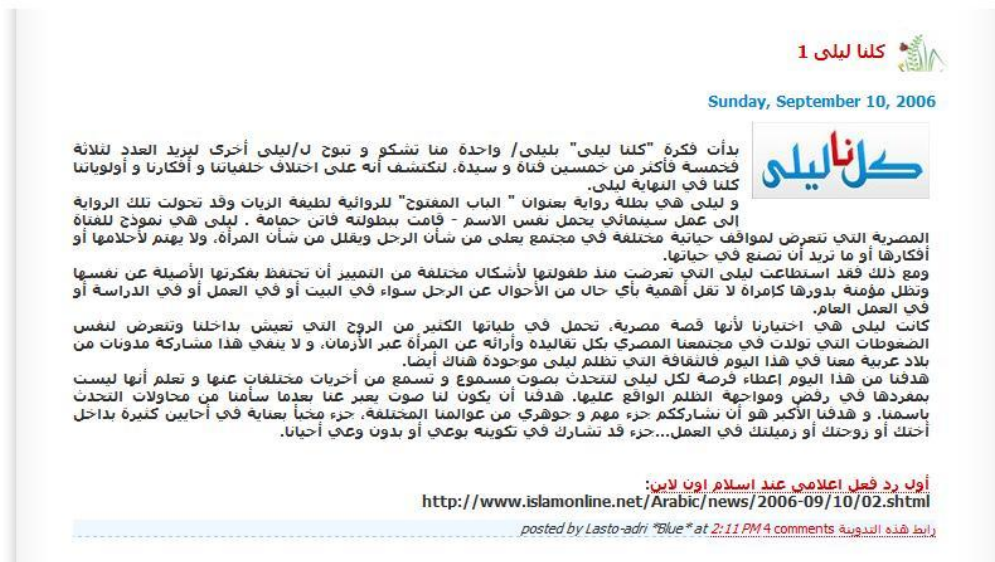 كلنا ليلى 1
Sunday, September 10, 2006
كلنا ليلى
بدأت فكرة "كلنا ليلى" بليلى/ واحدة منا تشكو و تبوح ل/ليلى أخرى ليزيد العدد لثلاثة
فخمسة فأكثر من خمسين فتاة و سيدة، لنكتشف أنه على اختلاف خلفياتنا و أفكارنا و أولوياتنا
كلنا في النهاية ليلى.
و ليلى هي بطلة رواية بعنوان " الباب المفتوح" للروائية لطيفة الزيات وقد تحولت تلك الرواية
إلى عمل سينمائي يحمل نفس الاسم - قامت ببطولته فاتن حمامة . ليلى هي نموذج للفتاة
المصرية التي تتعرض لمواقف حياتية مختلفة في مجتمع يعلى من شأن الرجل ويقلل من شأن المرأة، ولا يهتم لأحلامها أو
أفكارها أو ما تريد أن تصنع في حياتها.
ومع ذلك فقد استطاعت ليلى التي تعرضت منذ طفولتها لأشكال مختلفة من التمييز أن تحتفظ بفكرتها الأصيلة عن نفسها
وتظل مؤمنة بدورها كإمراة لا تقل أهمية بأي حال من الأحوال عن الرجل سواء في البيت أو في العمل أو في الدراسة أو
في العمل العام.
كانت ليلى هي اختيارنا لأنها قصة مصرية، تحمل في طياتها الكثير من الروح التي تعيش بداخلنا وتتعرض لنفس
الضغوطات التي تولدت في مجتمعنا المصري بكل تقاليده وأرائه عن المرأة عبر الأزمان، و لا ينفي هذا مشاركة مدونات من
بلاد عربية معنا في هذا اليوم فالثقافة التي تظلم ليلى موجودة هناك أيضا.
هدفنا من هذا اليوم إعطاء فرصة لكل ليلى لتتحدث بصوت مسموع و تسمع من أخريات مختلفات عنها و تعلم أنها ليست
بمفردها في رفض ومواجهة الظلم الواقع عليها. هدفنا أن يكون لنا صوت يعبر عنا بعدما سأمنا من محاولات التحدث
باسمنا. و هدفنا الأكبر هو أن نشارككم جزء مهم و جوهري من عوالمنا المختلفة، جزء مخبأ بعناية في أحايين كثيرة بداخل
أختك أو زوجتك أو زميلتك في العمل...جزء قد تشارك في تكوينه بوعي أو بدون وعي أحيانا.
أول رد فعل اعلامي عند اسلام اون لاين:
http://www.islamonline.net/Arabic/news/2006-09/10/02.shtml
رابط هذه التدوينة posted by Lasto-adri *Blue* at 2:11 PM 4 comments